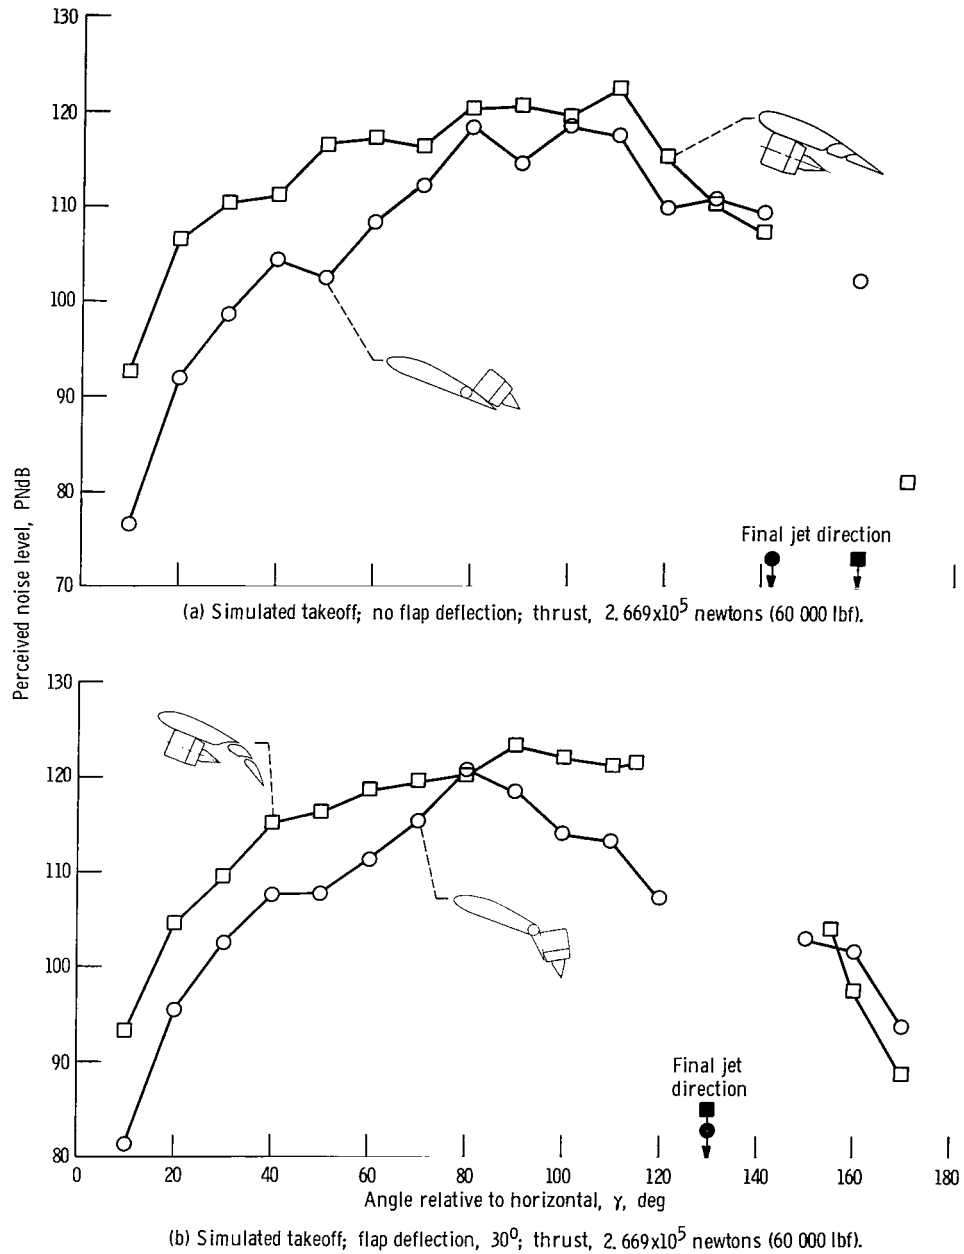 130
120
110
100
90
80
70
Perceived noise level, PNdB
Final jet direction
(a) Simulated takeoff; no flap deflection; thrust, 2.669x10⁵ newtons (60 000 lbf).
130
120
110
100
90
80
Final jet
direction
0 20 40 60 80 100 120 140 160 180
Angle relative to horizontal, γ, deg
(b) Simulated takeoff; flap deflection, 30⁰; thrust, 2.669x10⁵ newtons (60 000 lbf).